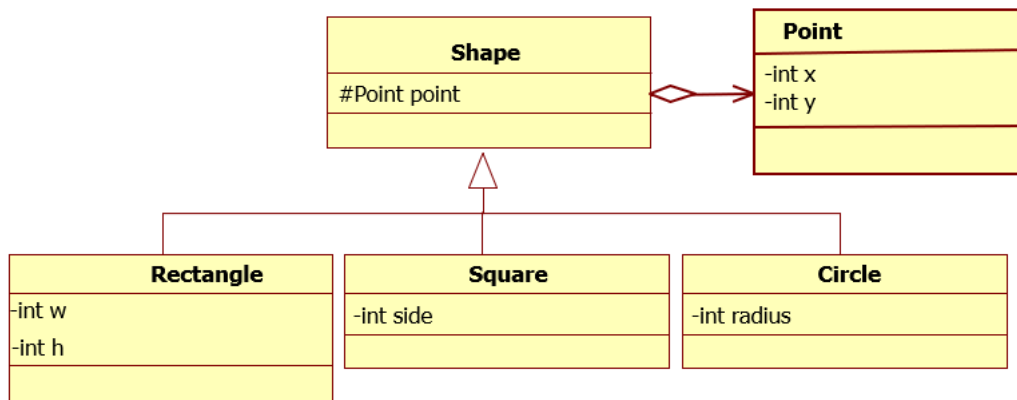 Shape
#Point point
Point
-int x
-int y
Rectangle
-int w
-int h
Square
-int side
Circle
-int radius